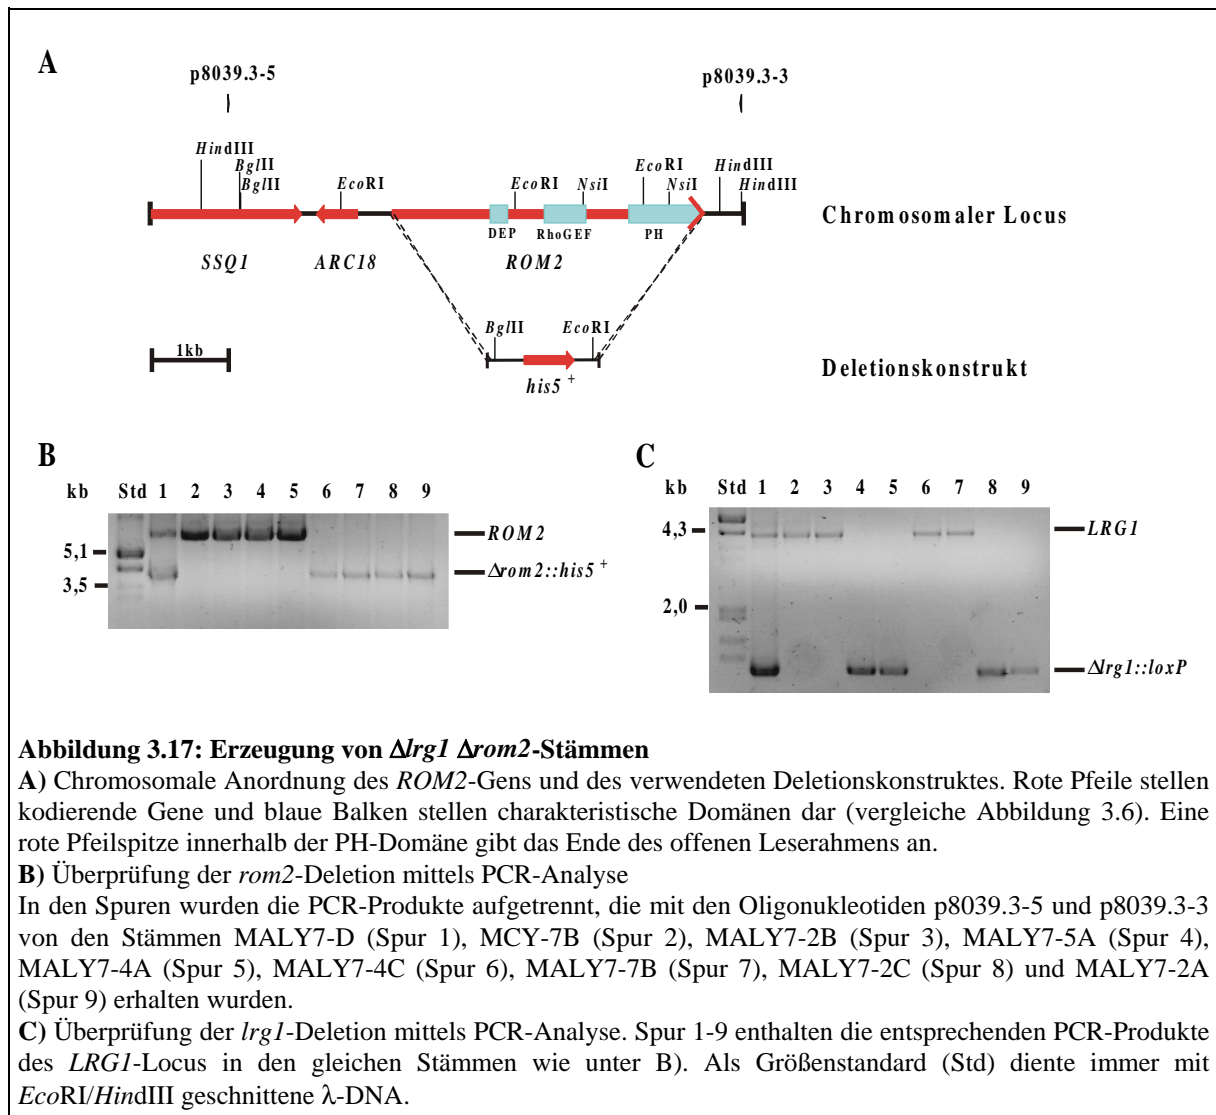 A
p8039.3-5 p8039.3-3
HindIII BglII BglII EcoRI EcoRI NsiI EcoRI NsiI HindIII HindIII
Chromosomaler Locus
DEP RhoGEF PH
SSQ1 ARC18 ROM2
BglII EcoRI
1kb
his5 +
Deletionskonstrukt
B
kb Std 1 2 3 4 5 6 7 8 9
ROM2
5,1
Δrom2::his5 +
3,5
C
kb Std 1 2 3 4 5 6 7 8 9
4,3 LRG1
2,0
Δlrg1::loxP
Abbildung 3.17: Erzeugung von Δlrg1 Δrom2-Stämmen
A) Chromosomale Anordnung des ROM2-Gens und des verwendeten Deletionskonstruktes. Rote Pfeile stellen
kodierende Gene und blaue Balken stellen charakteristische Domänen dar (vergleiche Abbildung 3.6). Eine
rote Pfeilspitze innerhalb der PH-Domäne gibt das Ende des offenen Leserahmens an.
B) Überprüfung der rom2-Deletion mittels PCR-Analyse
In den Spuren wurden die PCR-Produkte aufgetrennt, die mit den Oligonukleotiden p8039.3-5 und p8039.3-3
von den Stämmen MALY7-D (Spur 1), MCY-7B (Spur 2), MALY7-2B (Spur 3), MALY7-5A (Spur 4),
MALY7-4A (Spur 5), MALY7-4C (Spur 6), MALY7-7B (Spur 7), MALY7-2C (Spur 8) und MALY7-2A
(Spur 9) erhalten wurden.
C) Überprüfung der lrg1-Deletion mittels PCR-Analyse. Spur 1-9 enthalten die entsprechenden PCR-Produkte
des LRG1-Locus in den gleichen Stämmen wie unter B). Als Größenstandard (Std) diente immer mit
EcoRI/HindIII geschnittene λ-DNA.